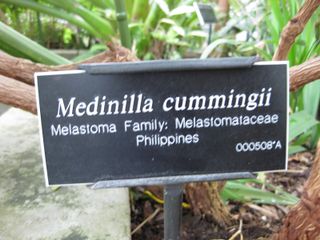 Medinilla cummingii
Melastoma Family: Melastomataceae
Philippines
000508*A